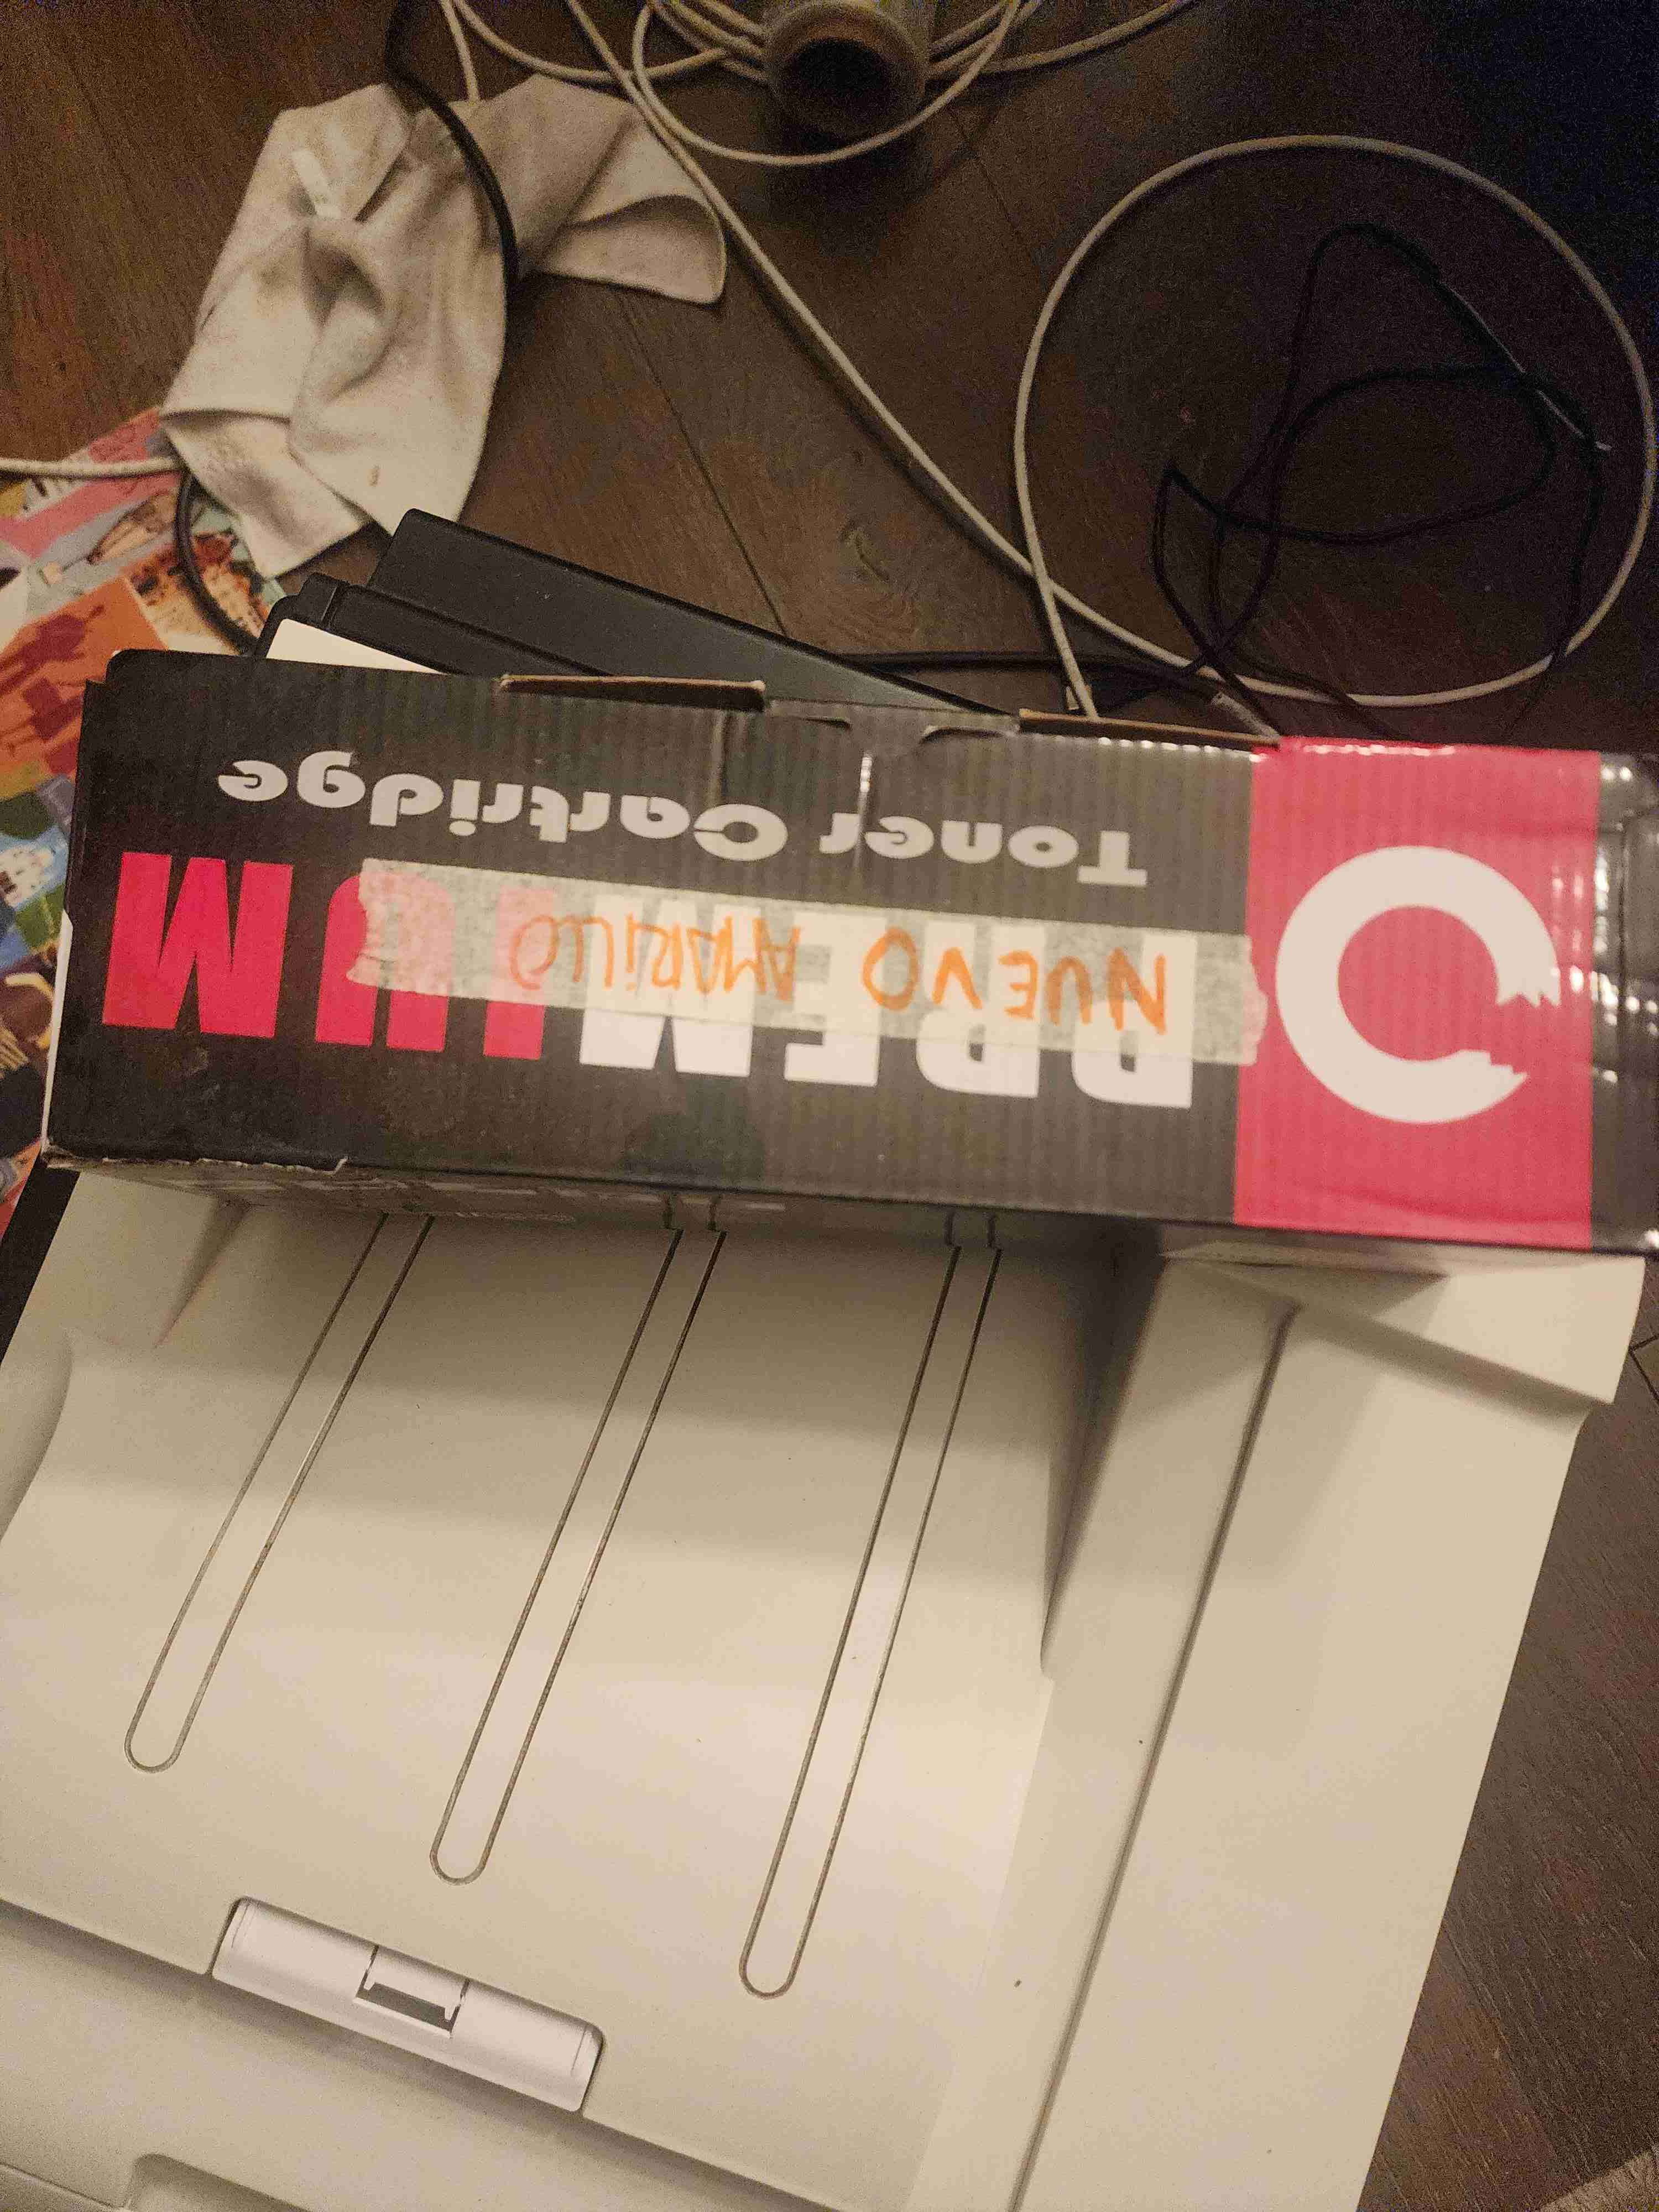 PREMIUM
NUEVO AMARiLLO
Toner Cartridge